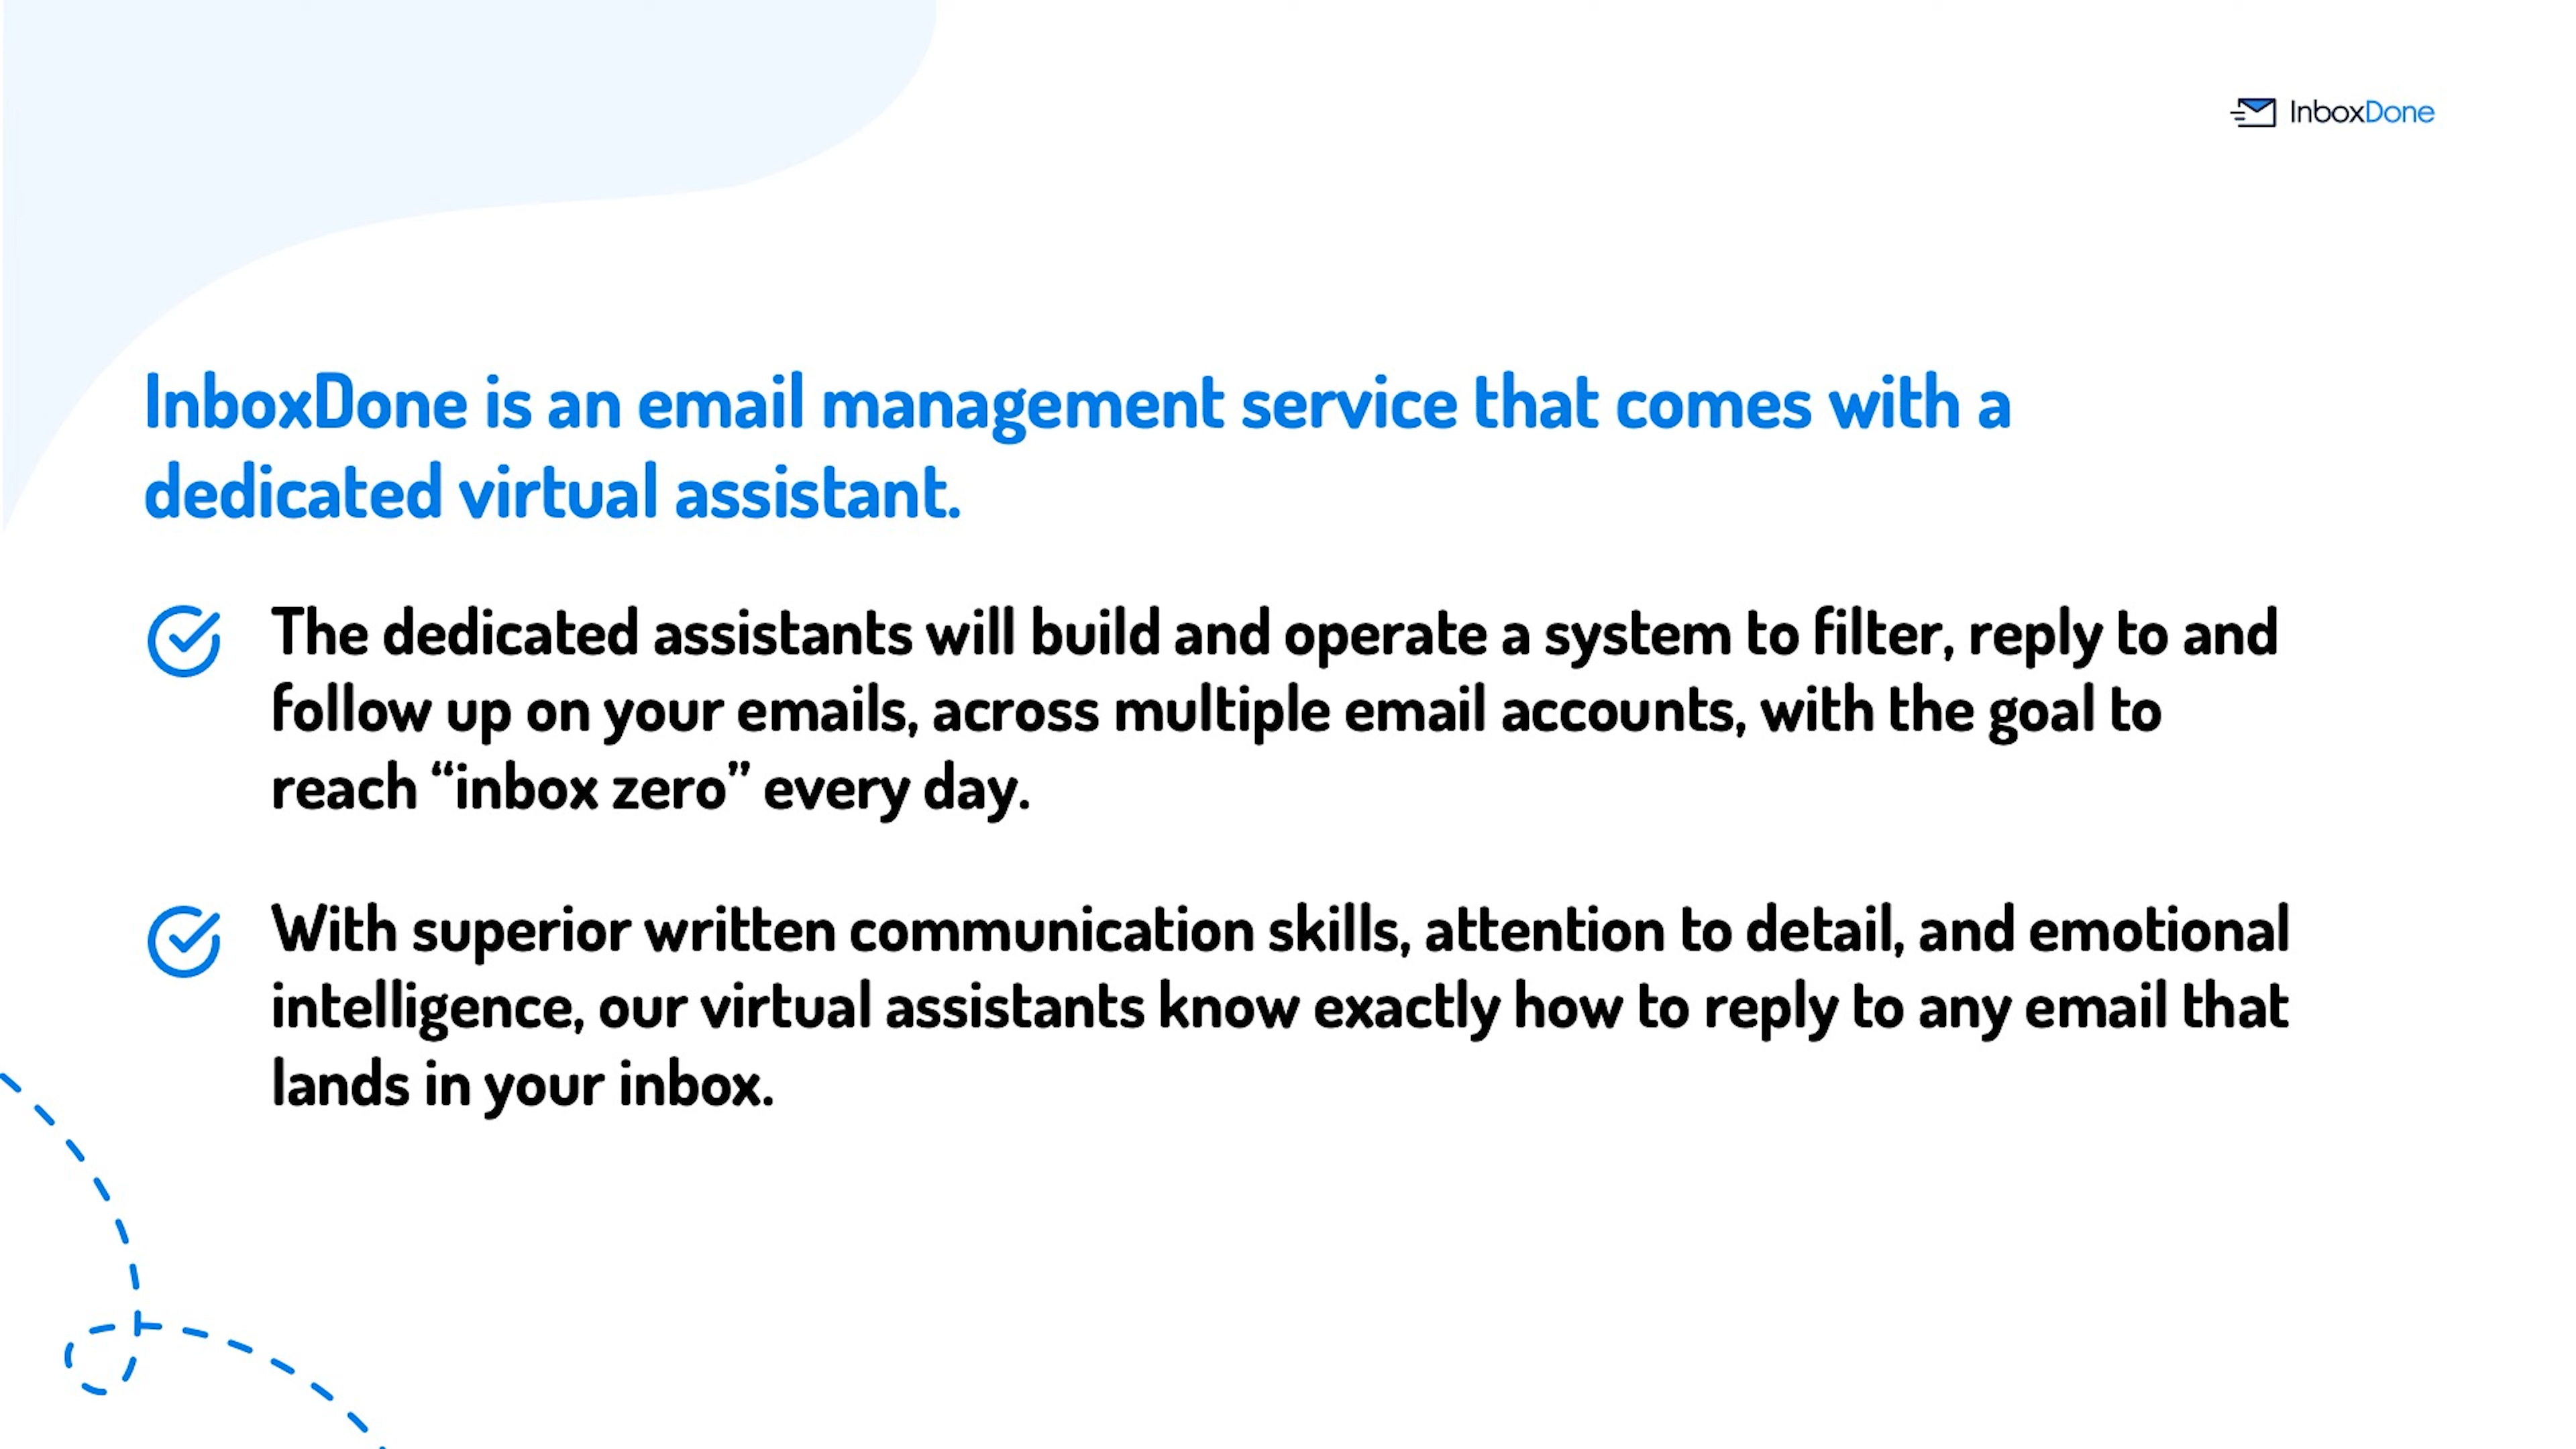 InboxDone
InboxDone is an email management service that comes with a
dedicated virtual assistant.
The dedicated assistants will build and operate a system to filter, reply to and
follow up on your emails, across multiple email accounts, with the goal to
reach “inbox zero” every day.
With superior written communication skills, attention to detail, and emotional
intelligence, our virtual assistants know exactly how to reply to any email that
lands in your inbox.